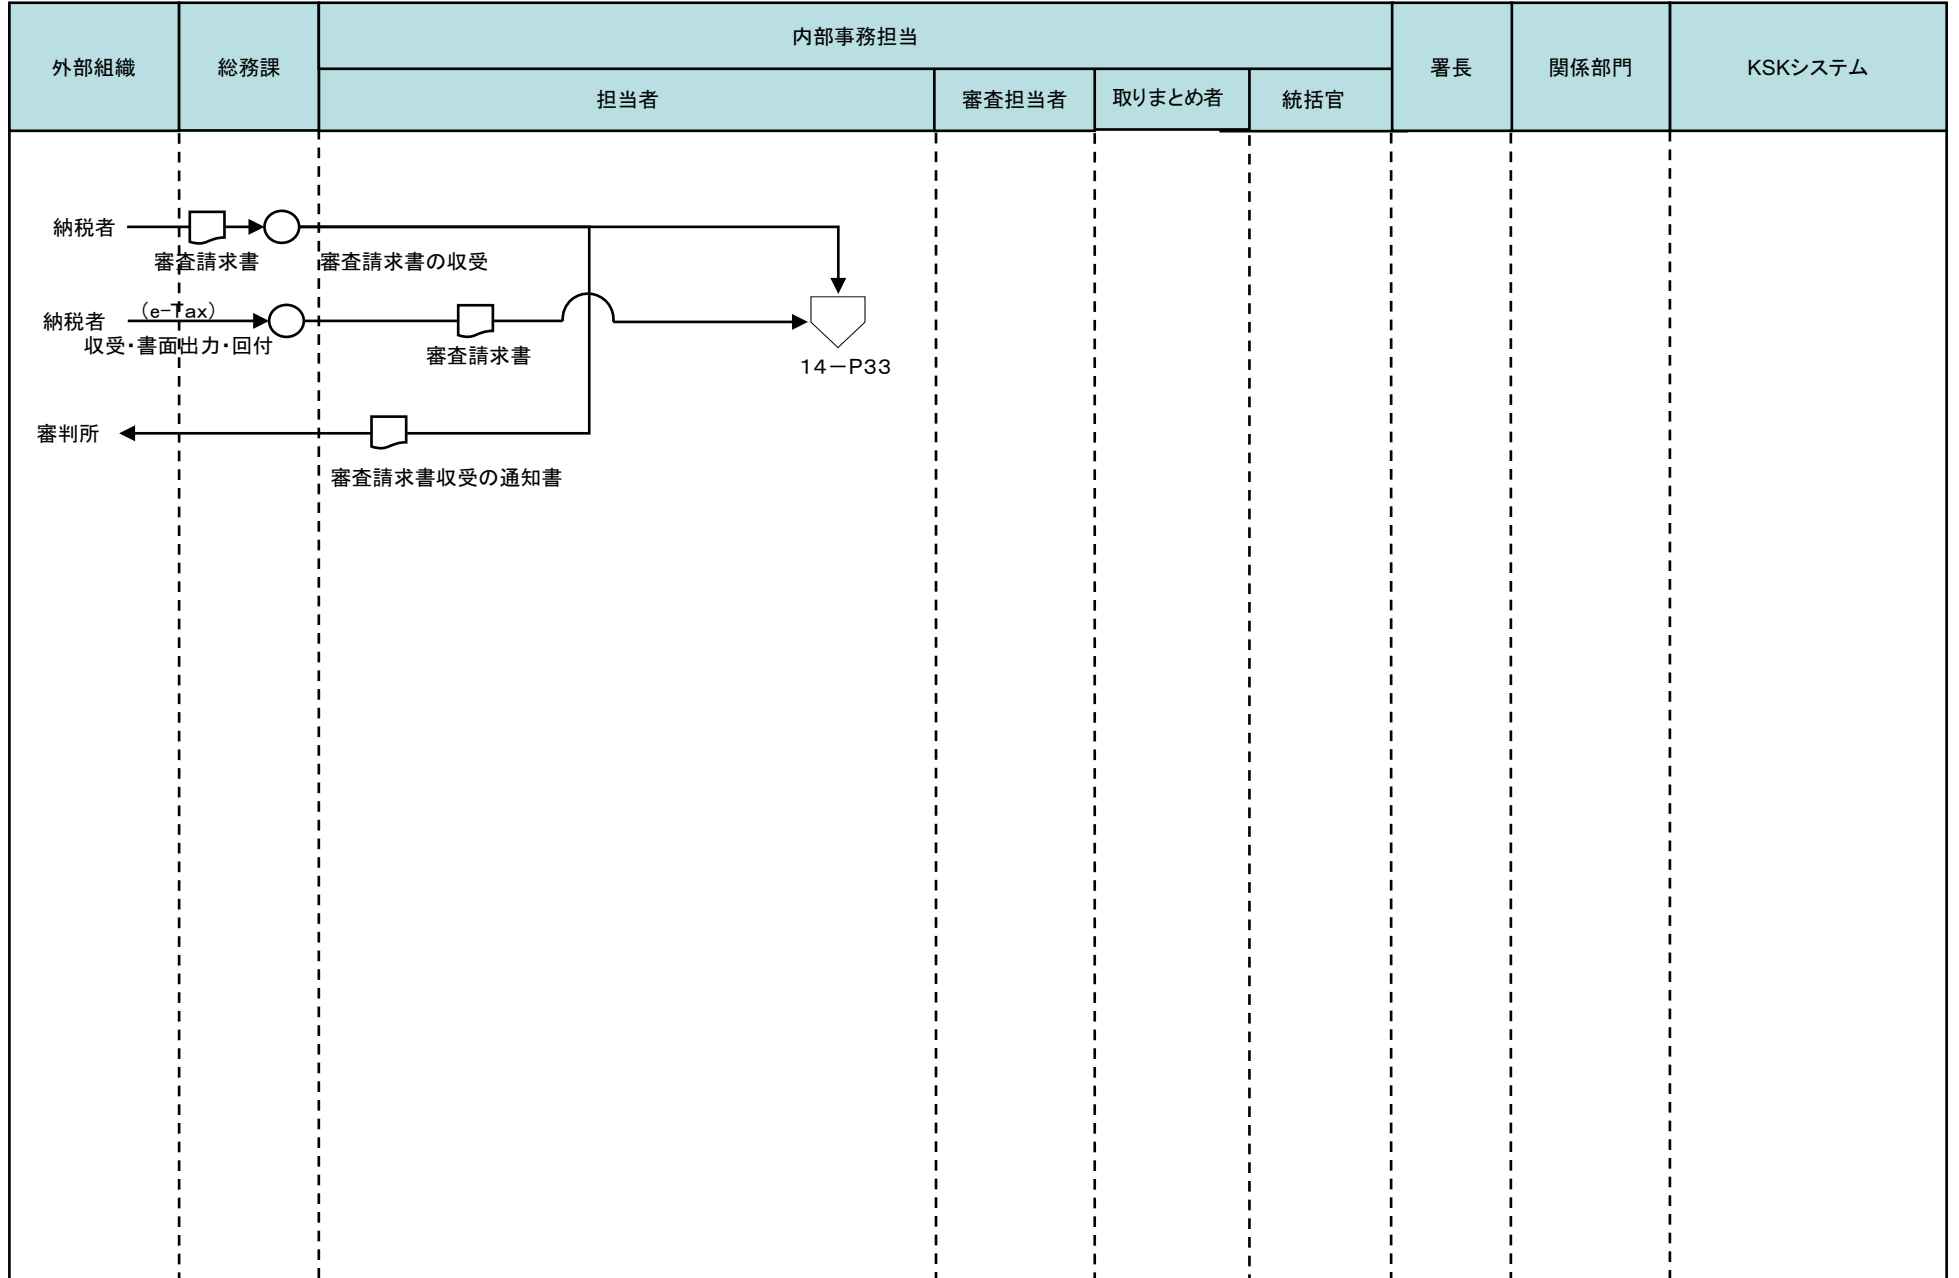 外部組織
総務課
内部事務担当
署長
関係部門
KSKシステム
担当者
審査担当者
取りまとめ者
統括官
納税者
審査請求書
審査請求書の収受
納税者
（e-Tax）
収受・書面出力・回付
審査請求書
14－P33
審判所
審査請求書収受の通知書